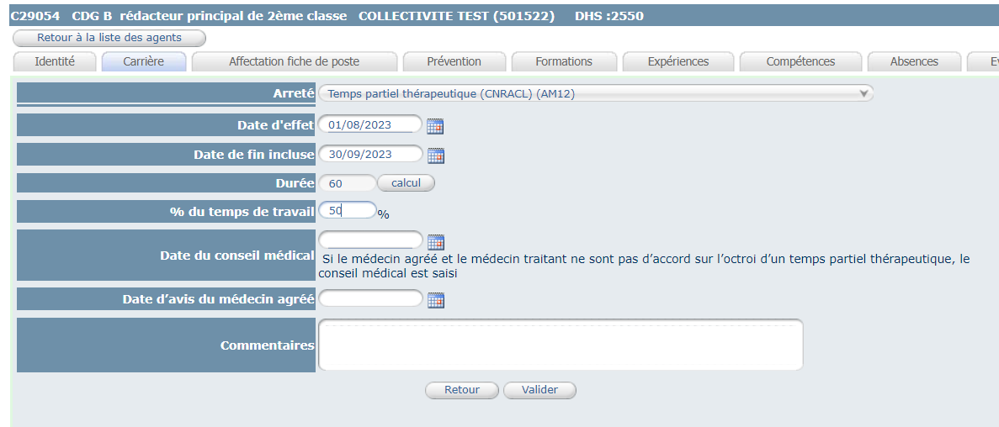 C29054 CDG B rédacteur principal de 2ème classe COLLECTIVITE TEST (501522) DHS :2550
Retour à la liste des agents
Identité Carrière Affectation fiche de poste Prévention Formations Expériences Compétences Absences
Arreté Temps partiel thérapeutique (CNRACL) (AM12)
Date d'effet 01/08/2023
Date de fin incluse 30/09/2023
Durée 60 calcul
% du temps de travail 50 %
Date du conseil médical
Si le médecin agréé et le médecin traitant ne sont pas d’accord sur l’octroi d’un temps partiel thérapeutique, le
conseil médical est saisi
Date d’avis du médecin agréé
Commentaires
Retour Valider